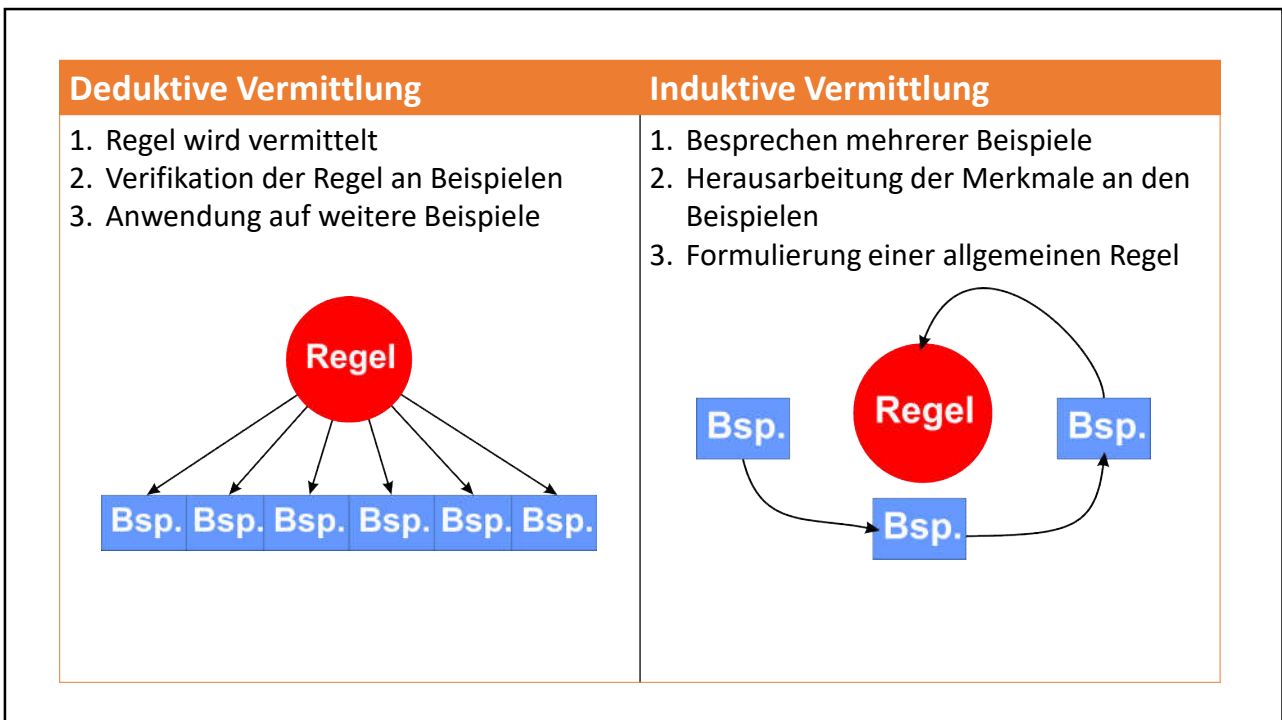 Deduktive Vermittlung
1. Regel wird vermittelt
2. Verifikation der Regel an Beispielen
3. Anwendung auf weitere Beispiele
Regel
Bsp. Bsp. Bsp. Bsp. Bsp. Bsp.
Induktive Vermittlung
1. Besprechen mehrerer Beispiele
2. Herausarbeitung der Merkmale an den
Beispielen
3. Formulierung einer allgemeinen Regel
Bsp.
Regel
Bsp.
Bsp.